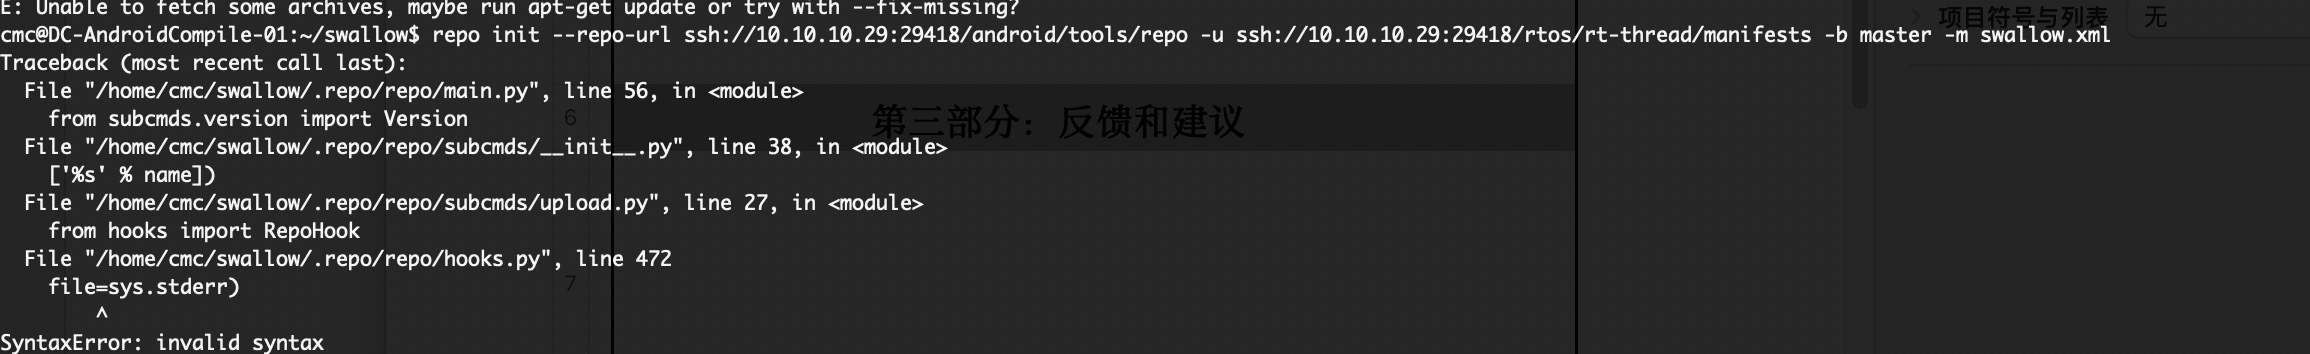 E: Unable to fetch some archives, maybe run apt-get update or try with --fix-missing?
cmc@DC-AndroidCompile-01:~/swallow$ repo init --repo-url ssh://10.10.10.29:29418/android/tools/repo -u ssh://10.10.10.29:29418/rtos/rt-thread/manifests -b master -m swallow.xml
Traceback (most recent call last):
  File "/home/cmc/swallow/.repo/repo/main.py", line 56, in <module>
    from subcmds.version import Version
  File "/home/cmc/swallow/.repo/repo/subcmds/__init__.py", line 38, in <module>
    ['%s' % name])
  File "/home/cmc/swallow/.repo/repo/subcmds/upload.py", line 27, in <module>
    from hooks import RepoHook
  File "/home/cmc/swallow/.repo/repo/hooks.py", line 472
    file=sys.stderr)
        ^
SyntaxError: invalid syntax
项目符号与列表 无
6
第三部分：反馈和建议
7